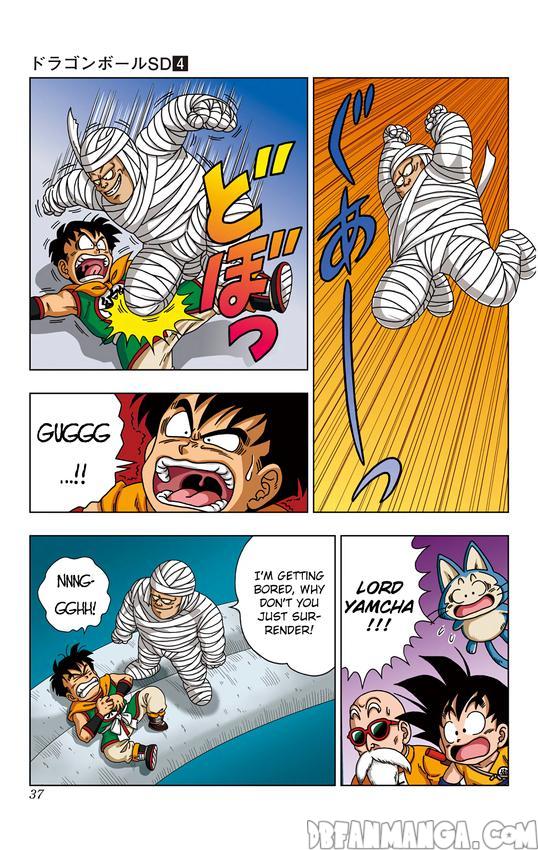 ドラゴンボールSD4
ぐあーっ
どぼっ
GUGGG
...!!
LORD
YAMCHA
!!!
I'M GETTING
BORED, WHY
DON'T YOU
JUST SUR-
RENDER!
NNNG-
GGHH!
37
DBFANMANGA.COM